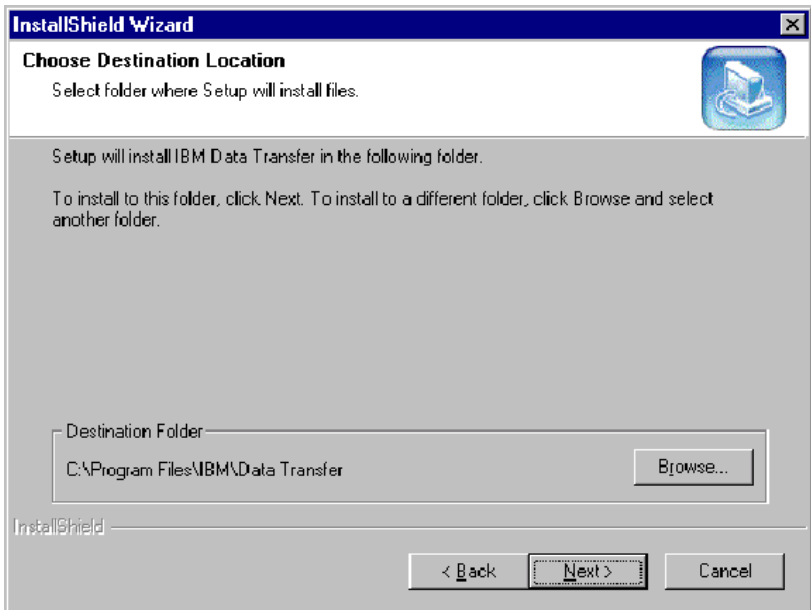 InstallShield Wizard
Choose Destination Location
Select folder where Setup will install files.
Setup will install IBM Data Transfer in the following folder.
To install to this folder, click Next. To install to a different folder, click Browse and select
another folder.
Destination Folder
C:\Program Files\IBM\Data Transfer
Browse...
InstallShield
< Back
Next >
Cancel